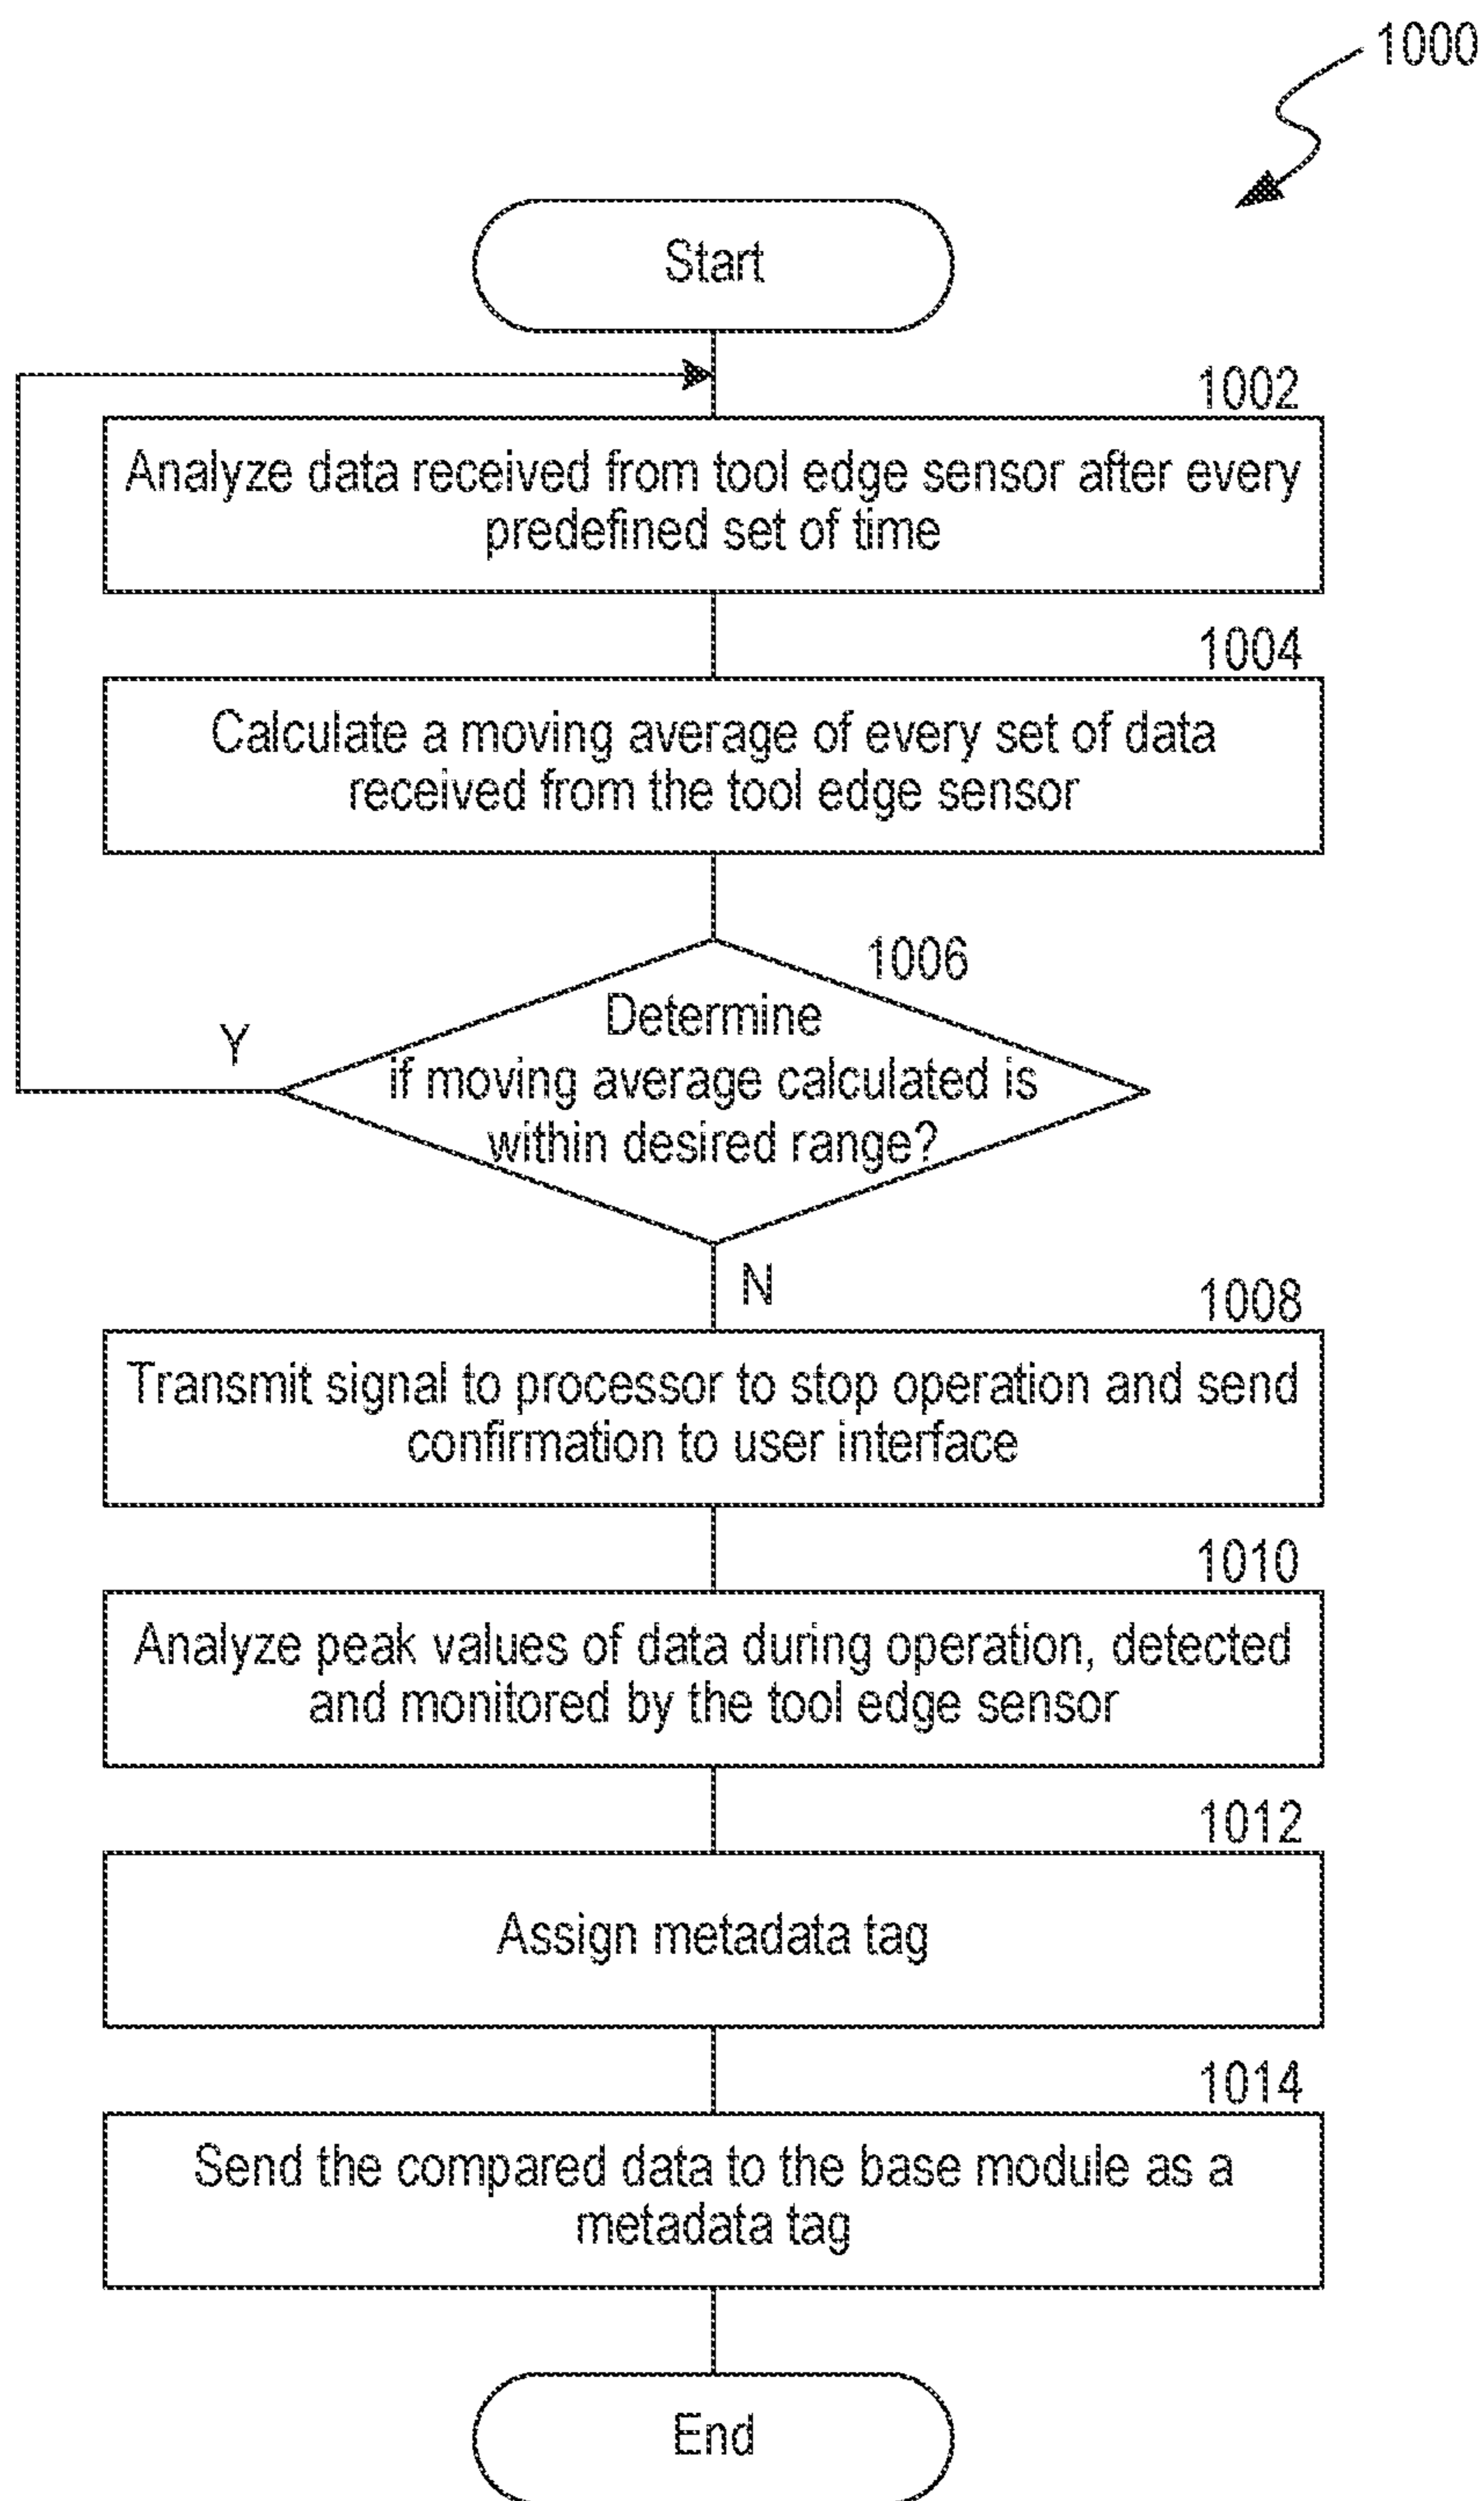 1000
Start
1002
Analyze data received from tool edge sensor after every
predefined set of time
1004
Calculate a moving average of every set of data
received from the tool edge sensor
1006
Determine
if moving average calculated is
within desired range?
Y
N
1008
Transmit signal to processor to stop operation and send
confirmation to user interface
1010
Analyze peak values of data during operation, detected
and monitored by the tool edge sensor
1012
Assign metadata tag
1014
Send the compared data to the base module as a
metadata tag
End